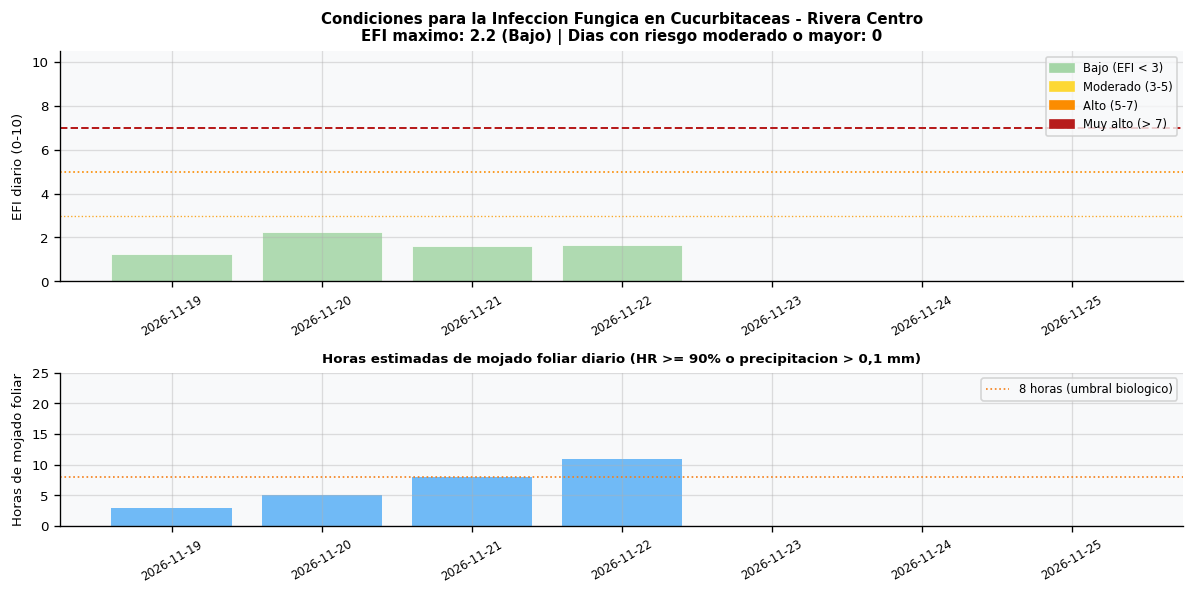 Condiciones para la Infeccion Fungica en Cucurbitaceas - Rivera Centro
EFI maximo: 2.2 (Bajo) | Dias con riesgo moderado o mayor: 0
EFI diario (0-10)
10
8
6
4
2
0
Bajo (EFI < 3)
Moderado (3-5)
Alto (5-7)
Muy alto (> 7)
2026-11-19
2026-11-20
2026-11-21
2026-11-22
2026-11-23
2026-11-24
2026-11-25
Horas estimadas de mojado foliar diario (HR >= 90% o precipitacion > 0,1 mm)
Horas de mojado foliar
25
20
15
10
5
0
8 horas (umbral biologico)
2026-11-19
2026-11-20
2026-11-21
2026-11-22
2026-11-23
2026-11-24
2026-11-25